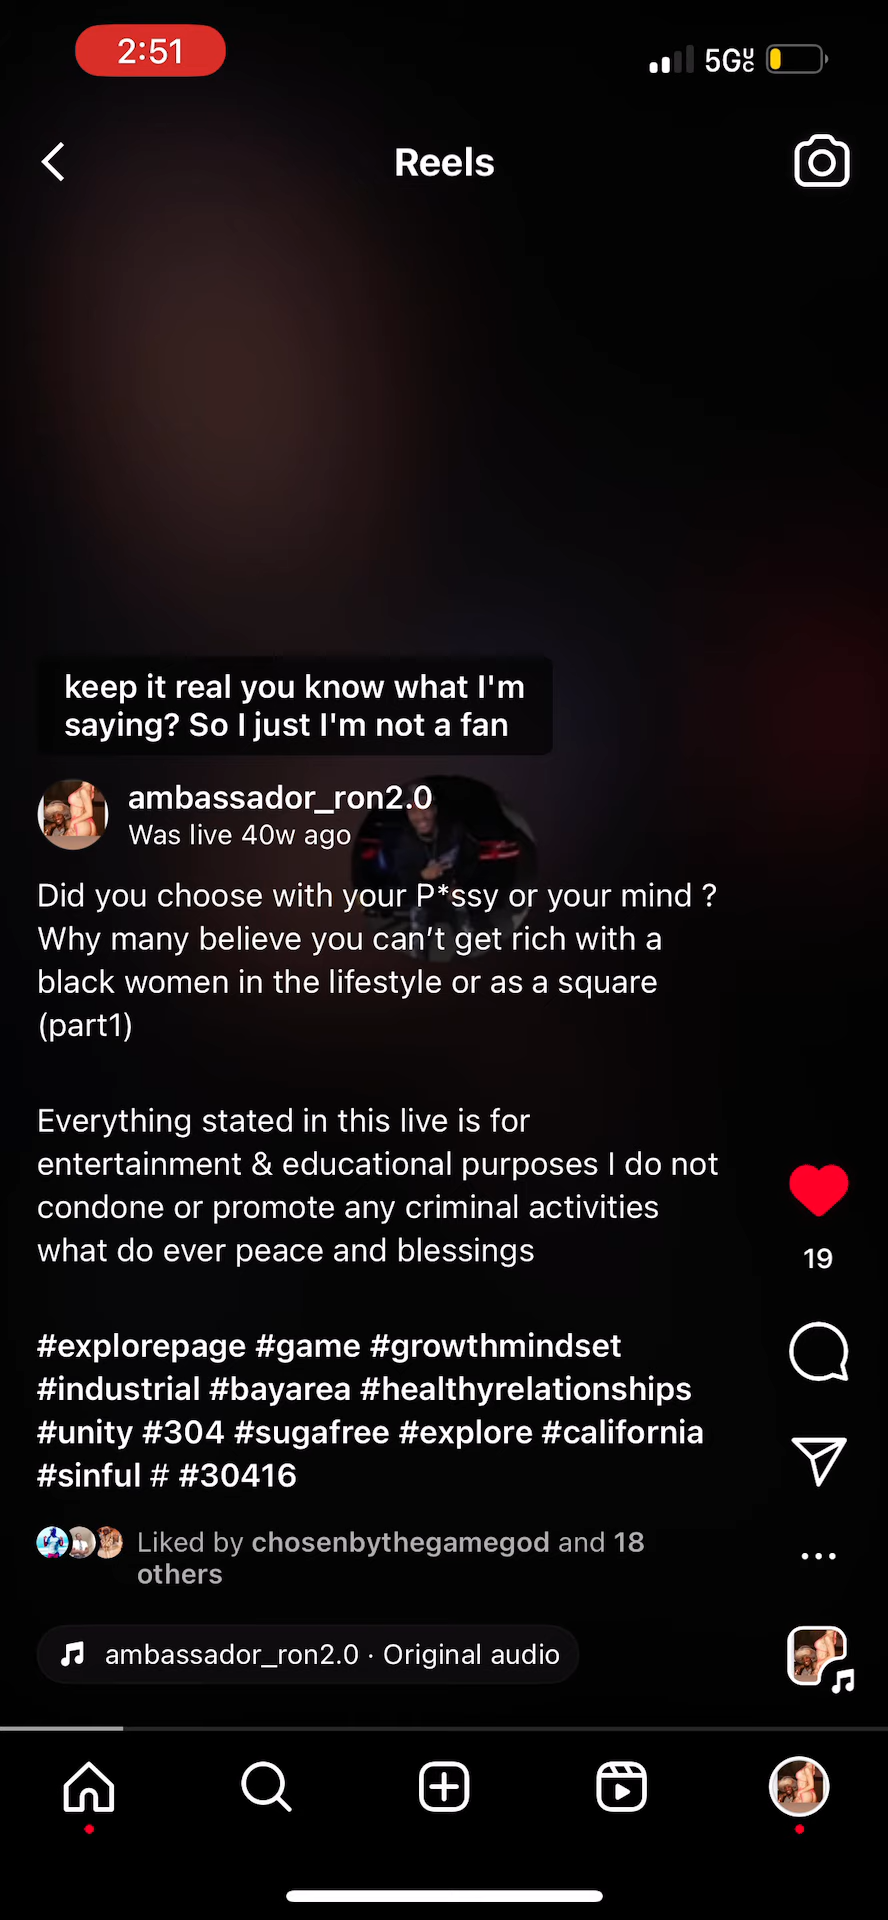 2:51
5GUC
Reels
keep it real you know what I'm
saying? So I just I'm not a fan
ambassador_ron2.0
Was live 40w ago
Did you choose with your P*ssy or your mind ?
Why many believe you can’t get rich with a
black women in the lifestyle or as a square
(part1)
Everything stated in this live is for
entertainment & educational purposes I do not
condone or promote any criminal activities
what do ever peace and blessings
#explorepage #game #growthmindset
#industrial #bayarea #healthyrelationships
#unity #304 #sugafree #explore #california
#sinful # #30416
19
Liked by chosenbythegamegod and 18
others
ambassador_ron2.0 · Original audio